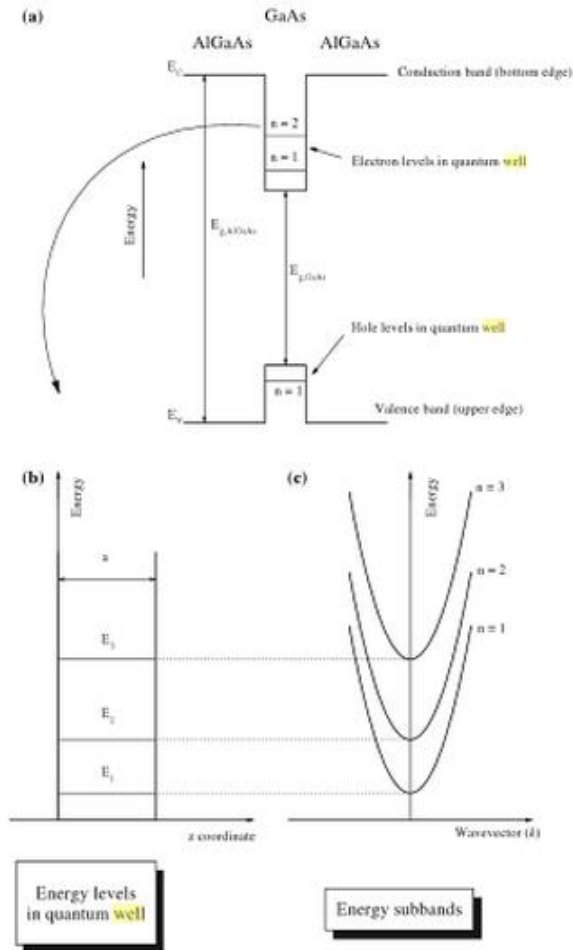 (a)
GaAs
AlGaAs
AlGaAs
E_C
Conduction band (bottom edge)
n = 2
n = 1
Electron levels in quantum well
Energy
E_g,AlGaAs
E_g,GaAs
Hole levels in quantum well
n = 1
E_v
Valence band (upper edge)
(b)
Energy
a
E_3
E_2
E_1
z coordinate
Energy levels
in quantum well
(c)
Energy
n = 3
n = 2
n = 1
Wavevector (k)
Energy subbands